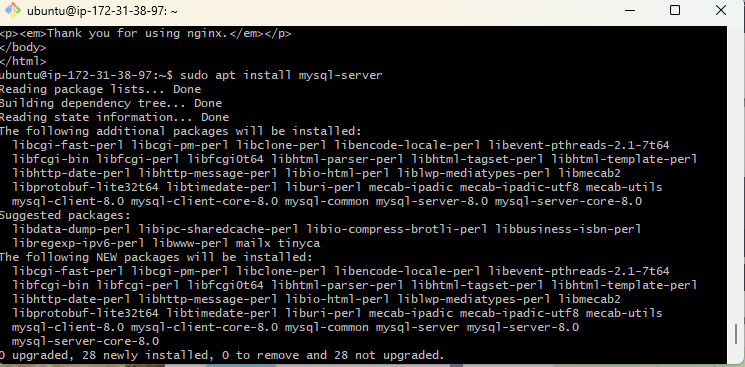 ubuntu@ip-172-31-38-97: ~
<p><em>Thank you for using nginx.</em></p>
</body>
</html>
ubuntu@ip-172-31-38-97:~$ sudo apt install mysql-server
Reading package lists... Done
Building dependency tree... Done
Reading state information... Done
The following additional packages will be installed:
  libcgi-fast-perl libcgi-pm-perl libclone-perl libencode-locale-perl libevent-pthreads-2.1-7t64
  libfcgi-bin libfcgi-perl libfcgi0t64 libhtml-parser-perl libhtml-tagset-perl libhtml-template-perl
  libhttp-date-perl libhttp-message-perl libio-html-perl liblwp-mediatypes-perl libmecab2
  libprotobuf-lite32t64 libtimedate-perl liburi-perl mecab-ipadic mecab-ipadic-utf8 mecab-utils
  mysql-client-8.0 mysql-client-core-8.0 mysql-common mysql-server-8.0 mysql-server-core-8.0
Suggested packages:
  libdata-dump-perl libipc-sharedcache-perl libio-compress-brotli-perl libbusiness-isbn-perl
  libregexp-ipv6-perl libwww-perl mailx tinyca
The following NEW packages will be installed:
  libcgi-fast-perl libcgi-pm-perl libclone-perl libencode-locale-perl libevent-pthreads-2.1-7t64
  libfcgi-bin libfcgi-perl libfcgi0t64 libhtml-parser-perl libhtml-tagset-perl libhtml-template-perl
  libhttp-date-perl libhttp-message-perl libio-html-perl liblwp-mediatypes-perl libmecab2
  libprotobuf-lite32t64 libtimedate-perl liburi-perl mecab-ipadic mecab-ipadic-utf8 mecab-utils
  mysql-client-8.0 mysql-client-core-8.0 mysql-common mysql-server mysql-server-8.0
  mysql-server-core-8.0
0 upgraded, 28 newly installed, 0 to remove and 28 not upgraded.